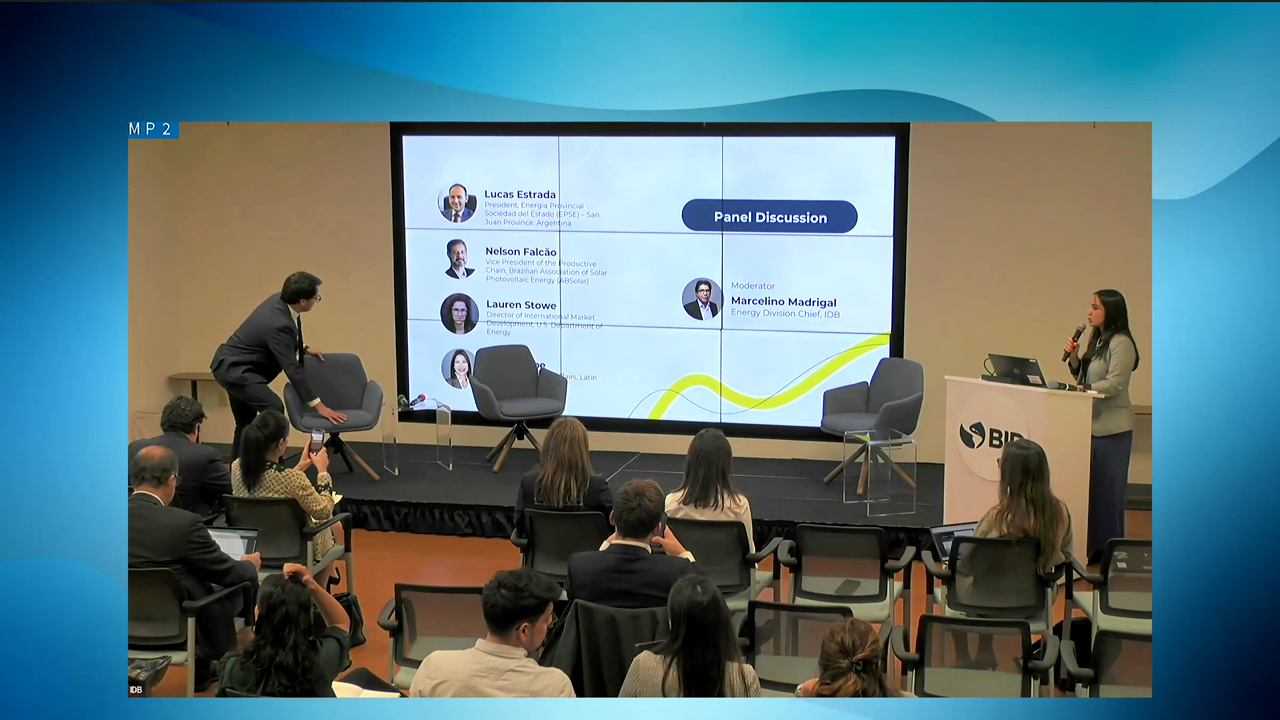 MP2
Lucas Estrada
President, Energía Provincial
Sociedad del Estado (EPSE) – San
Juan Province, Argentina
Nelson Falcão
Vice President of the Productive
Chain, Brazilian Association of Solar
Photovoltaic Energy (ABSolar)
Lauren Stowe
Director of International Market
Development, U.S. Department of
Energy
Panel Discussion
Moderator
Marcelino Madrigal
Energy Division Chief, IDB
Latin
BID
IDB